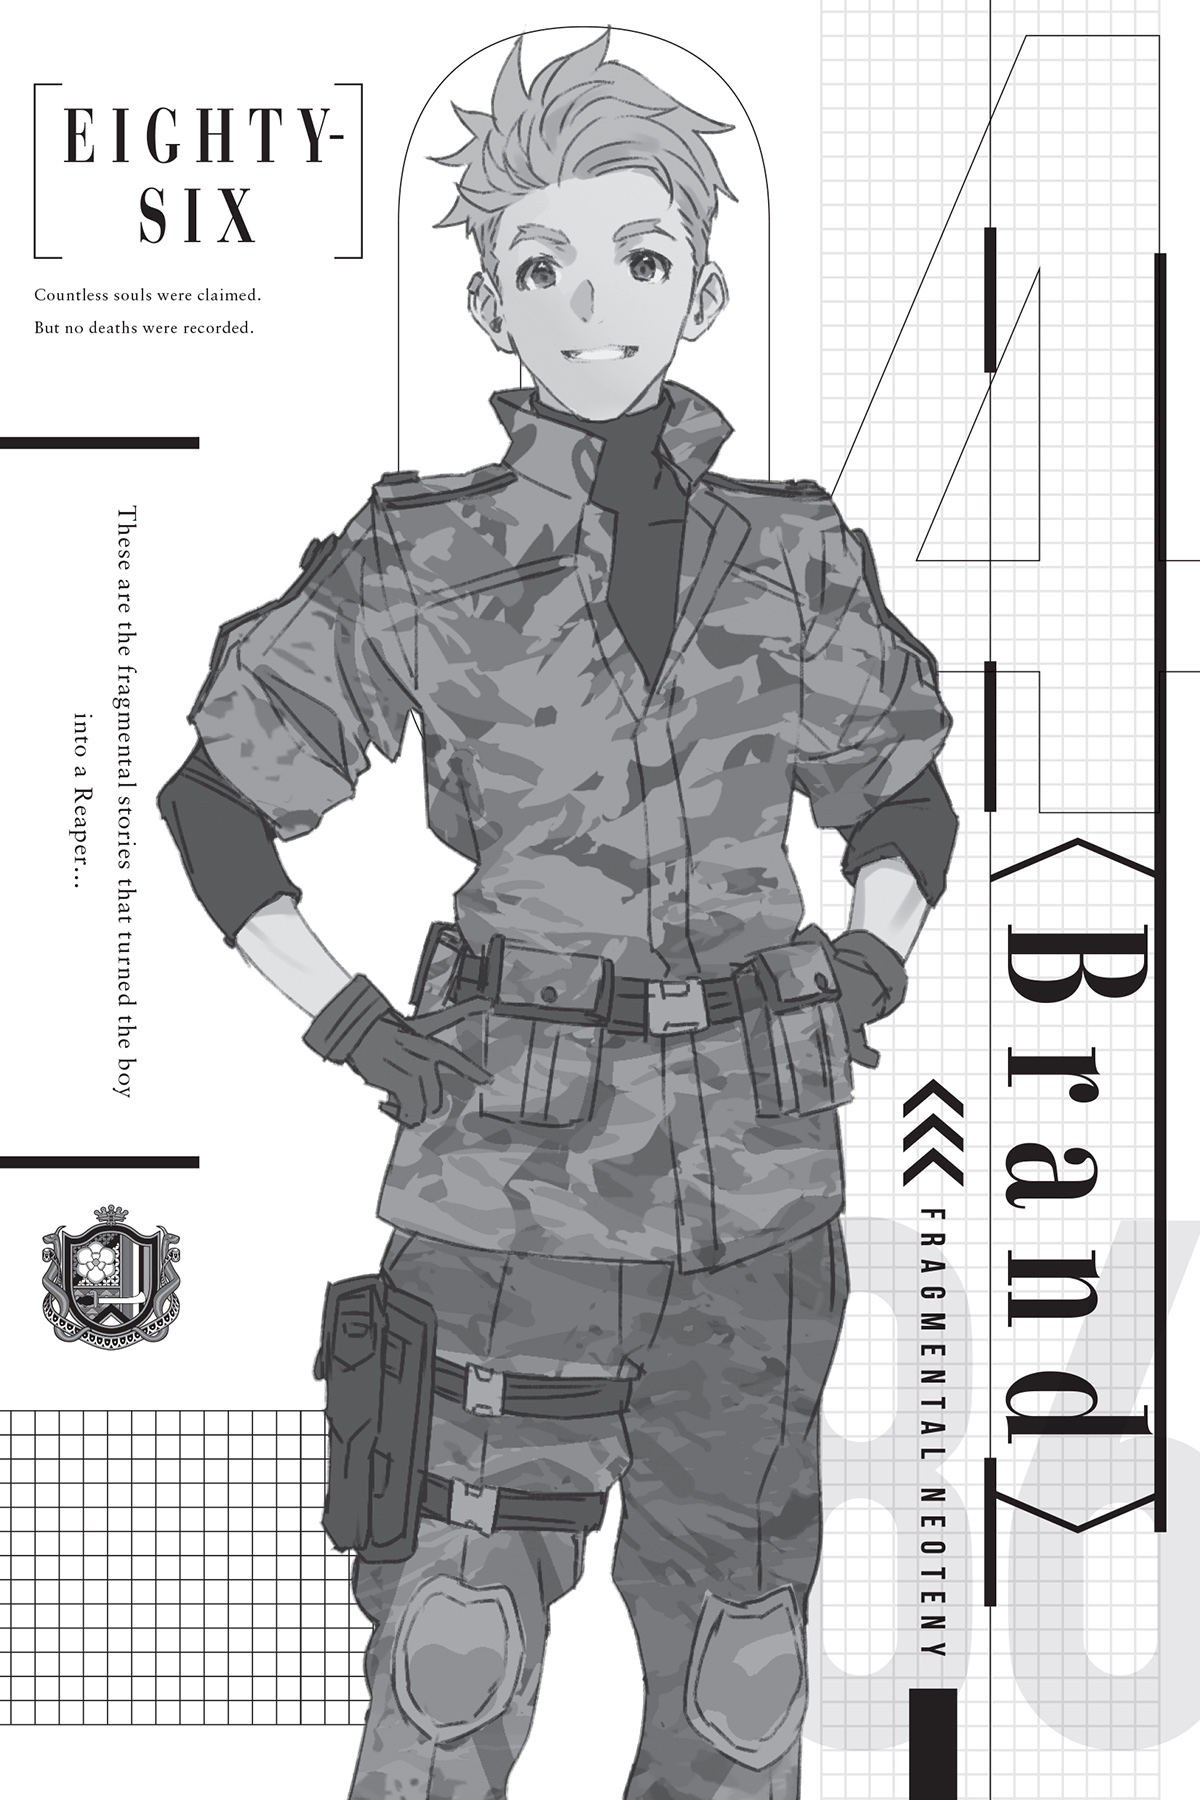 EIGHTY-
SIX
Countless souls were claimed.
But no deaths were recorded.
These are the fragmental stories that turned the boy
into a Reaper...
4
〈Brand〉
FRAGMENTAL NEOTENY
86